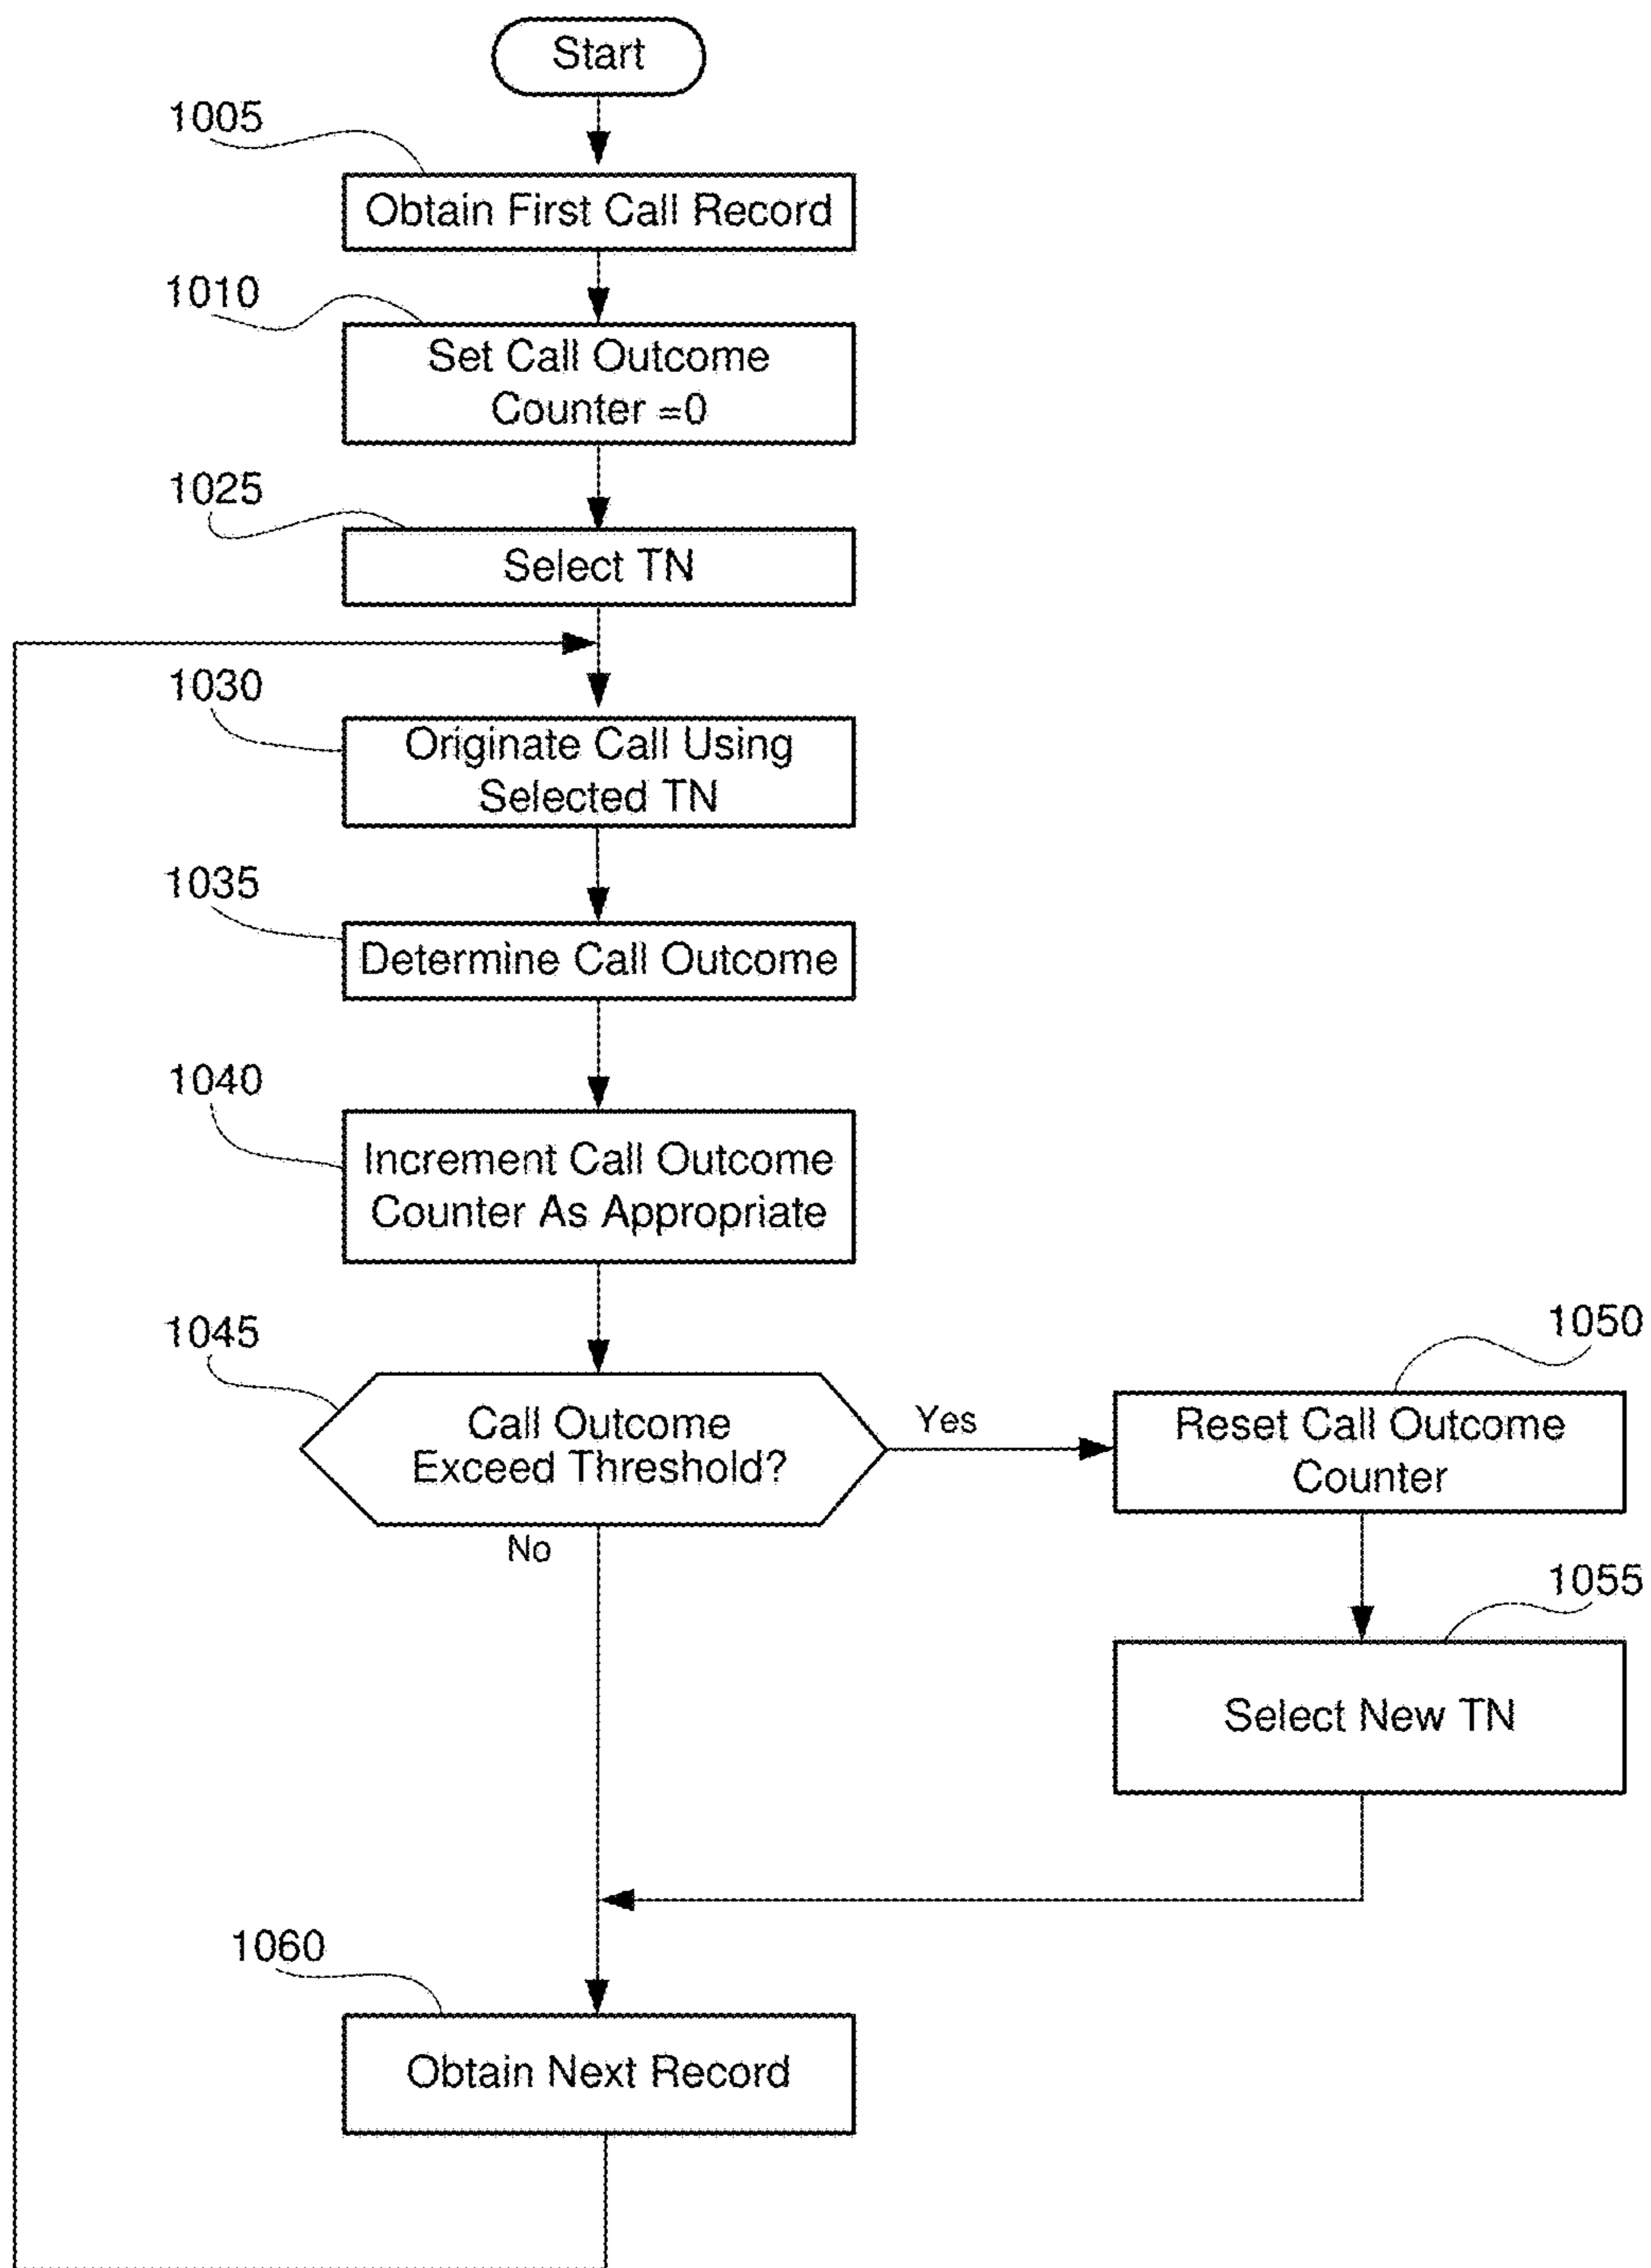 Start
1005
Obtain First Call Record
1010
Set Call Outcome
Counter =0
1025
Select TN
1030
Originate Call Using
Selected TN
1035
Determine Call Outcome
1040
Increment Call Outcome
Counter As Appropriate
1045
Call Outcome
Exceed Threshold?
Yes
No
1050
Reset Call Outcome
Counter
1055
Select New TN
1060
Obtain Next Record